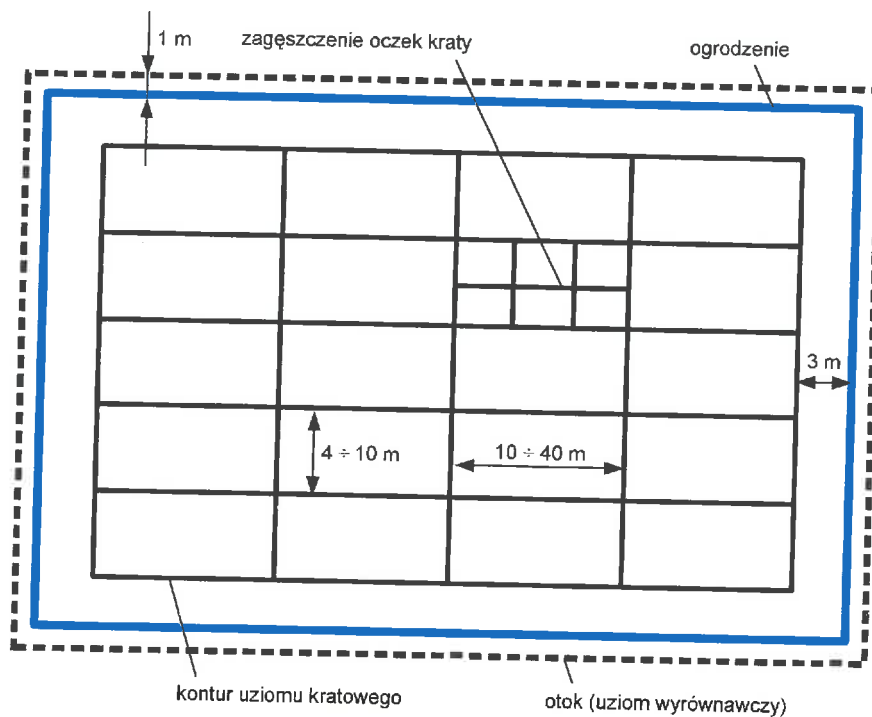 1 m
zagęszczenie oczek kraty
ogrodzenie
3 m
4 ÷ 10 m
10 ÷ 40 m
kontur uziomu kratowego
otok (uziom wyrównawczy)